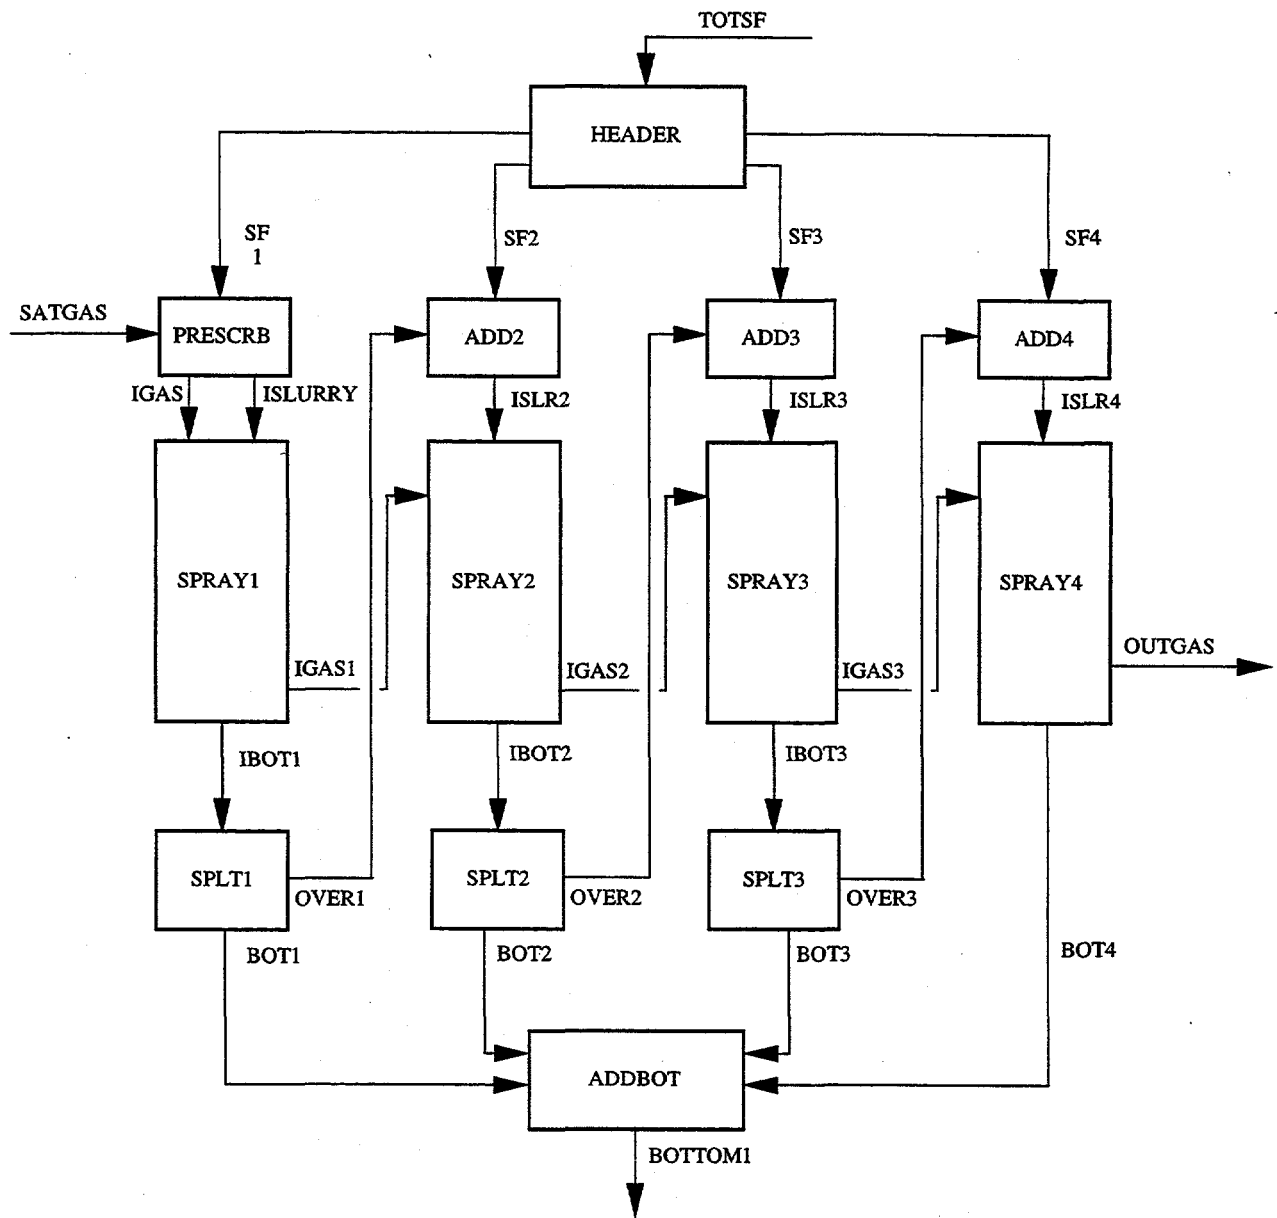 TOTSF
HEADER
SF
1
SF2
SF3
SF4
SATGAS
PRESCRB
ADD2
ADD3
ADD4
IGAS
ISLURRY
ISLR2
ISLR3
ISLR4
SPRAY1
SPRAY2
SPRAY3
SPRAY4
OUTGAS
IGAS1
IGAS2
IGAS3
IBOT1
IBOT2
IBOT3
SPLT1
SPLT2
SPLT3
OVER1
OVER2
OVER3
BOT1
BOT2
BOT3
BOT4
ADDBOT
BOTTOM1